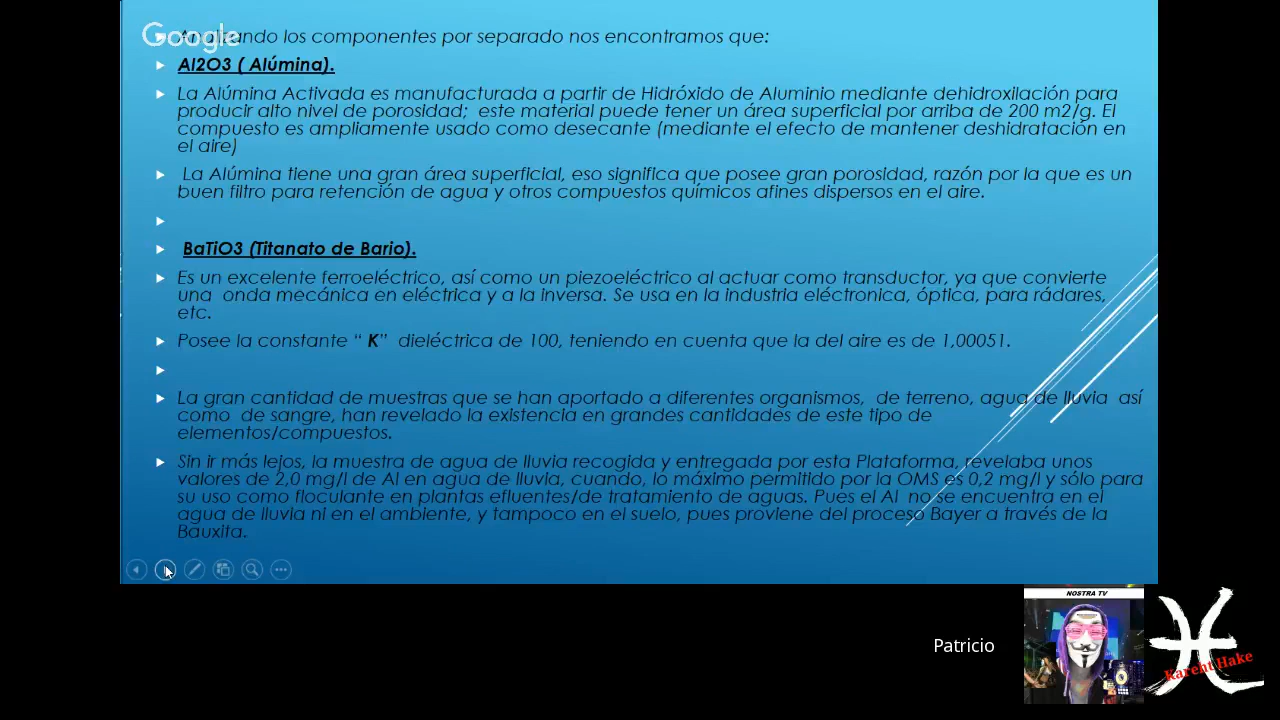 Google
Analizando los componentes por separado nos encontramos que:
Al2O3 ( Alúmina).
La Alúmina Activada es manufacturada a partir de Hidróxido de Aluminio mediante dehidroxilación para
producir alto nivel de porosidad; este material puede tener un área superficial por arriba de 200 m2/g. El
compuesto es ampliamente usado como desecante (mediante el efecto de mantener deshidratación en
el aire)
La Alúmina tiene una gran área superficial, eso significa que posee gran porosidad, razón por la que es un
buen filtro para retención de agua y otros compuestos químicos afines dispersos en el aire.
BaTiO3 (Titanato de Bario).
Es un excelente ferroeléctrico, así como un piezoeléctrico al actuar como transductor, ya que convierte
una onda mecánica en eléctrica y a la inversa. Se usa en la industria eléctronica, óptica, para rádares,
etc.
Posee la constante “ K” dieléctrica de 100, teniendo en cuenta que la del aire es de 1,00051.
La gran cantidad de muestras que se han aportado a diferentes organismos, de terreno, agua de lluvia así
como de sangre, han revelado la existencia en grandes cantidades de este tipo de
elementos/compuestos.
Sin ir más lejos, la muestra de agua de lluvia recogida y entregada por esta Plataforma, revelaba unos
valores de 2,0 mg/l de Al en agua de lluvia, cuando, lo máximo permitido por la OMS es 0,2 mg/l y sólo para
su uso como floculante en plantas efluentes/de tratamiento de aguas. Pues el Al no se encuentra en el
agua de lluvia ni en el ambiente, y tampoco en el suelo, pues proviene del proceso Bayer a través de la
Bauxita.
NOSTRA TV
Patricio
Kareht Hake